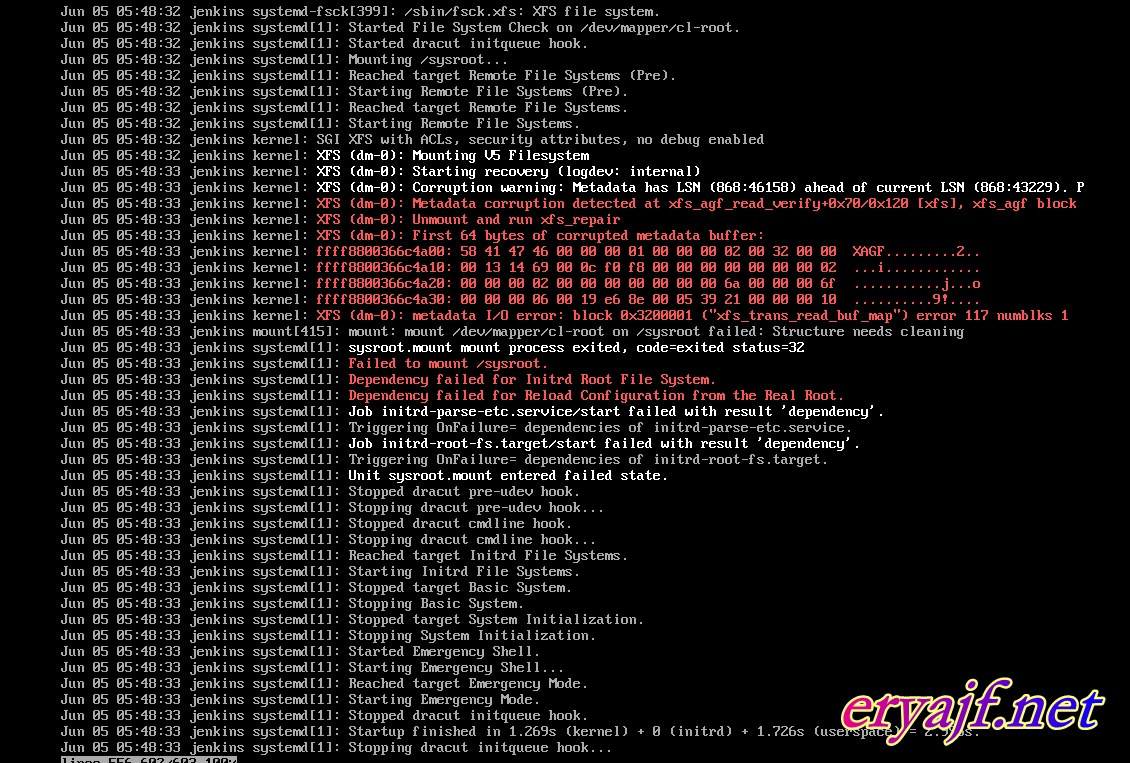 Jun 05 05:48:32 jenkins systemd-fsck[399]: /sbin/fsck.xfs: XFS file system.
Jun 05 05:48:32 jenkins systemd[1]: Started File System Check on /dev/mapper/cl-root.
Jun 05 05:48:32 jenkins systemd[1]: Started dracut initqueue hook.
Jun 05 05:48:32 jenkins systemd[1]: Mounting /sysroot...
Jun 05 05:48:32 jenkins systemd[1]: Reached target Remote File Systems (Pre).
Jun 05 05:48:32 jenkins systemd[1]: Starting Remote File Systems (Pre).
Jun 05 05:48:32 jenkins systemd[1]: Reached target Remote File Systems.
Jun 05 05:48:32 jenkins systemd[1]: Starting Remote File Systems.
Jun 05 05:48:32 jenkins kernel: SGI XFS with ACLs, security attributes, no debug enabled
Jun 05 05:48:32 jenkins kernel: XFS (dm-0): Mounting V5 Filesystem
Jun 05 05:48:33 jenkins kernel: XFS (dm-0): Starting recovery (logdev: internal)
Jun 05 05:48:33 jenkins kernel: XFS (dm-0): Corruption warning: Metadata has LSN (868:46158) ahead of current LSN (868:43229). P
Jun 05 05:48:33 jenkins kernel: XFS (dm-0): Metadata corruption detected at xfs_agf_read_verify+0x70/0x120 [xfs], xfs_agf block
Jun 05 05:48:33 jenkins kernel: XFS (dm-0): Unmount and run xfs_repair
Jun 05 05:48:33 jenkins kernel: XFS (dm-0): First 64 bytes of corrupted metadata buffer:
Jun 05 05:48:33 jenkins kernel: ffff8800366c4a00: 58 41 47 46 00 00 00 01 00 00 00 02 00 32 00 00  XAGF.........2..
Jun 05 05:48:33 jenkins kernel: ffff8800366c4a10: 00 13 14 69 00 0c f0 f8 00 00 00 00 00 00 00 02  ...i............
Jun 05 05:48:33 jenkins kernel: ffff8800366c4a20: 00 00 00 02 00 00 00 00 00 00 00 6a 00 00 00 6f  ...........j...o
Jun 05 05:48:33 jenkins kernel: ffff8800366c4a30: 00 00 00 06 00 19 e6 8e 00 05 39 21 00 00 00 10  ..........9!....
Jun 05 05:48:33 jenkins kernel: XFS (dm-0): metadata I/O error: block 0x3200001 ("xfs_trans_read_buf_map") error 117 numblks 1
Jun 05 05:48:33 jenkins mount[415]: mount: mount /dev/mapper/cl-root on /sysroot failed: Structure needs cleaning
Jun 05 05:48:33 jenkins systemd[1]: sysroot.mount mount process exited, code=exited status=32
Jun 05 05:48:33 jenkins systemd[1]: Failed to mount /sysroot.
Jun 05 05:48:33 jenkins systemd[1]: Dependency failed for Initrd Root File System.
Jun 05 05:48:33 jenkins systemd[1]: Dependency failed for Reload Configuration from the Real Root.
Jun 05 05:48:33 jenkins systemd[1]: Job initrd-parse-etc.service/start failed with result 'dependency'.
Jun 05 05:48:33 jenkins systemd[1]: Triggering OnFailure= dependencies of initrd-parse-etc.service.
Jun 05 05:48:33 jenkins systemd[1]: Job initrd-root-fs.target/start failed with result 'dependency'.
Jun 05 05:48:33 jenkins systemd[1]: Triggering OnFailure= dependencies of initrd-root-fs.target.
Jun 05 05:48:33 jenkins systemd[1]: Unit sysroot.mount entered failed state.
Jun 05 05:48:33 jenkins systemd[1]: Stopped dracut pre-udev hook.
Jun 05 05:48:33 jenkins systemd[1]: Stopping dracut pre-udev hook...
Jun 05 05:48:33 jenkins systemd[1]: Stopped dracut cmdline hook.
Jun 05 05:48:33 jenkins systemd[1]: Stopping dracut cmdline hook...
Jun 05 05:48:33 jenkins systemd[1]: Reached target Initrd File Systems.
Jun 05 05:48:33 jenkins systemd[1]: Starting Initrd File Systems.
Jun 05 05:48:33 jenkins systemd[1]: Stopped target Basic System.
Jun 05 05:48:33 jenkins systemd[1]: Stopping Basic System.
Jun 05 05:48:33 jenkins systemd[1]: Stopped target System Initialization.
Jun 05 05:48:33 jenkins systemd[1]: Stopping System Initialization.
Jun 05 05:48:33 jenkins systemd[1]: Started Emergency Shell.
Jun 05 05:48:33 jenkins systemd[1]: Starting Emergency Shell...
Jun 05 05:48:33 jenkins systemd[1]: Reached target Emergency Mode.
Jun 05 05:48:33 jenkins systemd[1]: Starting Emergency Mode.
Jun 05 05:48:33 jenkins systemd[1]: Stopped dracut initqueue hook.
Jun 05 05:48:33 jenkins systemd[1]: Startup finished in 1.269s (kernel) + 0 (initrd) + 1.726s (userspace) =
Jun 05 05:48:33 jenkins systemd[1]: Stopping dracut initqueue hook...
eryajf.net
lines 556-602/602 100%